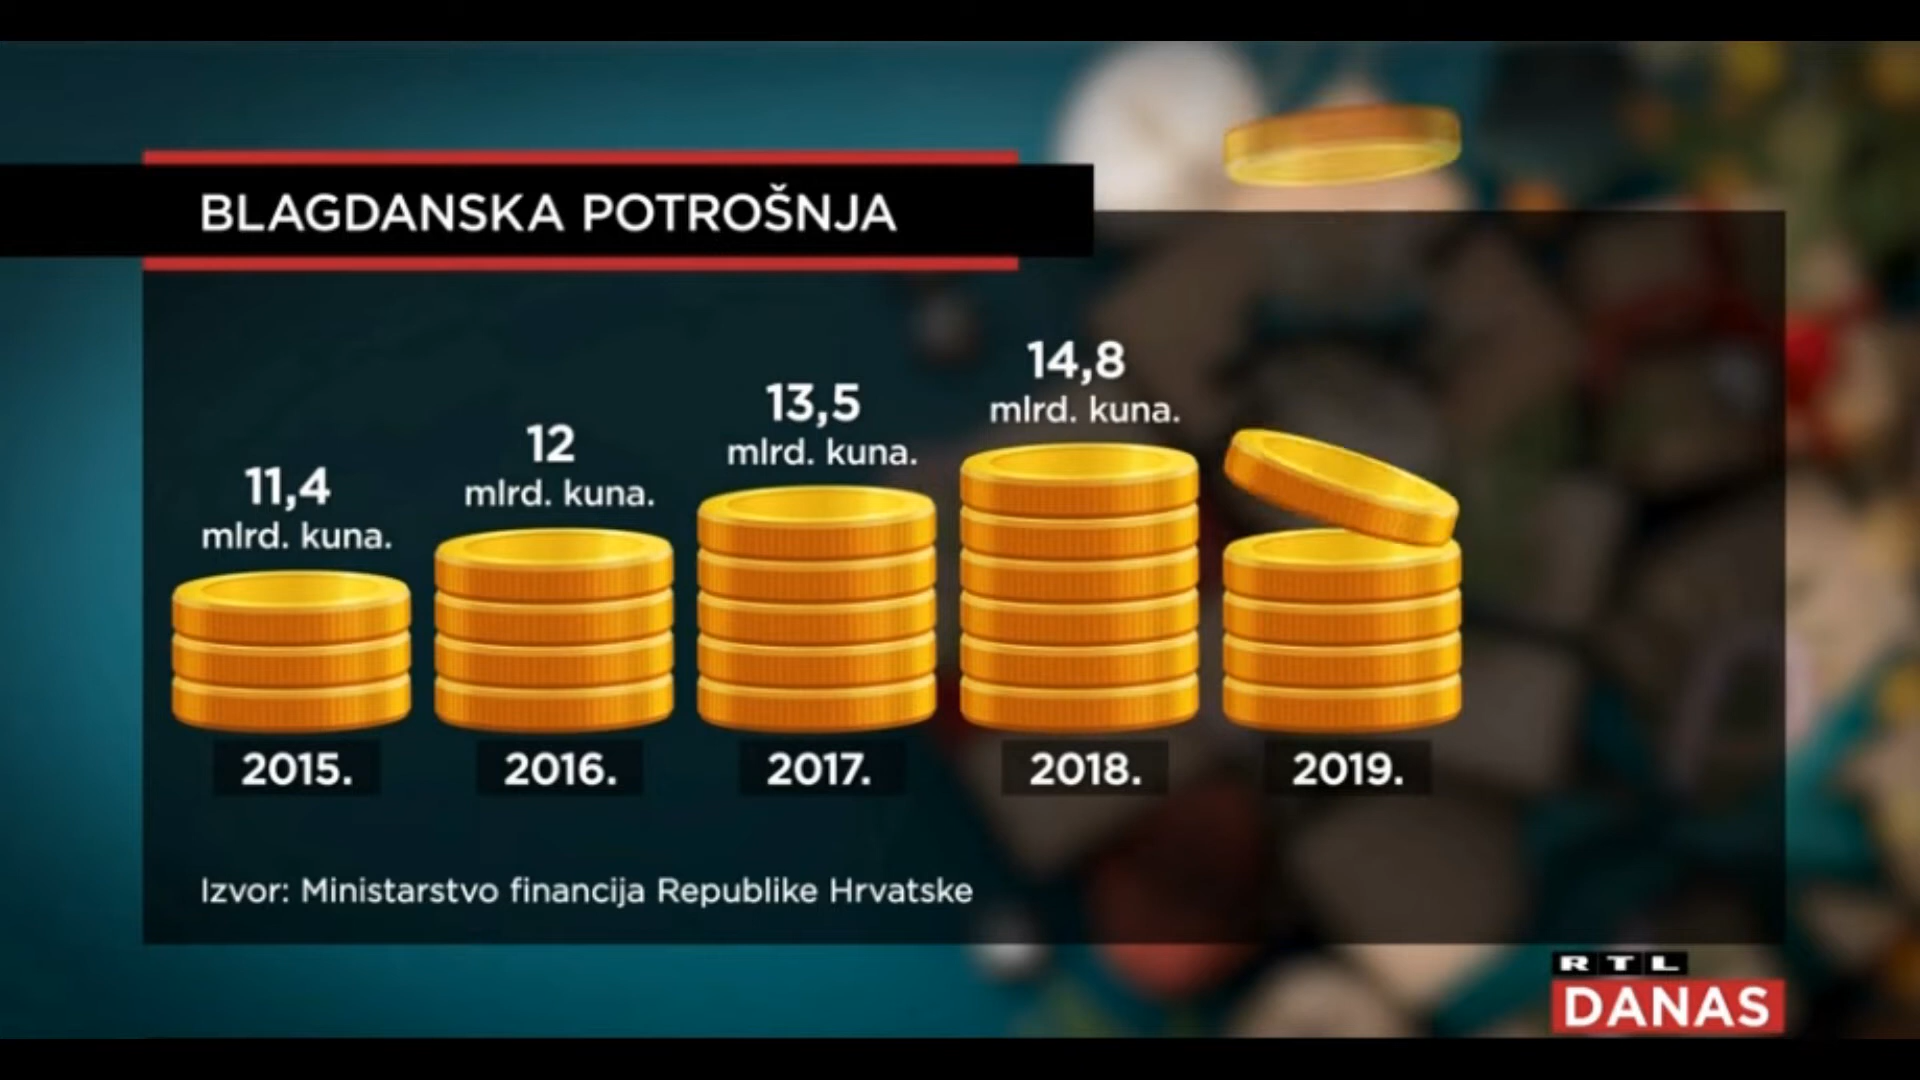 BLAGDANSKA POTROŠNJA
11,4
mlrd. kuna.
12
mlrd. kuna.
13,5
mlrd. kuna.
14,8
mlrd. kuna.
2015.
2016.
2017.
2018.
2019.
Izvor: Ministarstvo financija Republike Hrvatske
RTL
DANAS